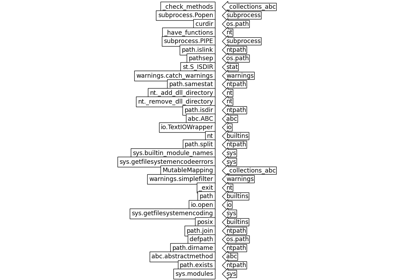 _check_methods _collections_abc
subprocess.Popen subprocess
curdir os.path
_have_functions nt
subprocess.PIPE subprocess
path.islink ntpath
pathsep os.path
st.S_ISDIR stat
warnings.catch_warnings warnings
path.samestat ntpath
nt._add_dll_directory nt
nt._remove_dll_directory nt
path.isdir ntpath
abc.ABC abc
io.TextIOWrapper io
nt builtins
path.split ntpath
sys.builtin_module_names sys
sys.getfilesystemencodeerrors sys
MutableMapping _collections_abc
warnings.simplefilter warnings
_exit nt
path builtins
io.open io
sys.getfilesystemencoding sys
posix builtins
path.join ntpath
defpath os.path
path.dirname ntpath
abc.abstractmethod abc
path.exists ntpath
sys.modules sys